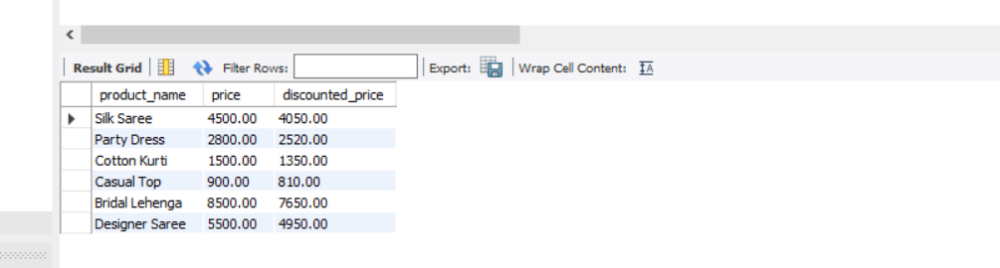 Result Grid Filter Rows: Export: Wrap Cell Content:
product_name price discounted_price
Silk Saree 4500.00 4050.00
Party Dress 2800.00 2520.00
Cotton Kurti 1500.00 1350.00
Casual Top 900.00 810.00
Bridal Lehenga 8500.00 7650.00
Designer Saree 5500.00 4950.00